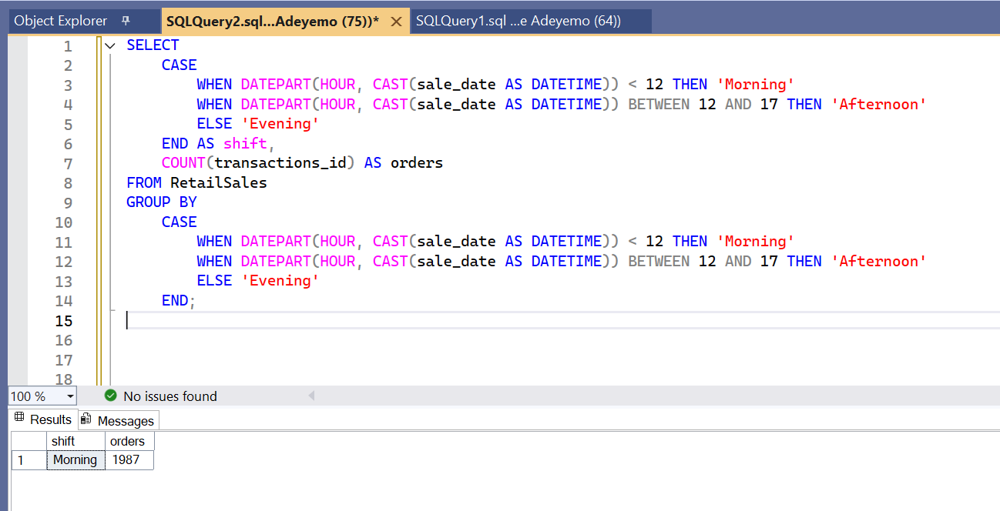 Object Explorer SQLQuery2.sql...Adeyemo (75))* SQLQuery1.sql ...e Adeyemo (64))
1 SELECT
2 CASE
3 WHEN DATEPART(HOUR, CAST(sale_date AS DATETIME)) < 12 THEN 'Morning'
4 WHEN DATEPART(HOUR, CAST(sale_date AS DATETIME)) BETWEEN 12 AND 17 THEN 'Afternoon'
5 ELSE 'Evening'
6 END AS shift,
7 COUNT(transactions_id) AS orders
8 FROM RetailSales
9 GROUP BY
10 CASE
11 WHEN DATEPART(HOUR, CAST(sale_date AS DATETIME)) < 12 THEN 'Morning'
12 WHEN DATEPART(HOUR, CAST(sale_date AS DATETIME)) BETWEEN 12 AND 17 THEN 'Afternoon'
13 ELSE 'Evening'
14 END;
15
16
17
18
100 % No issues found
Results Messages
shift orders
1 Morning 1987